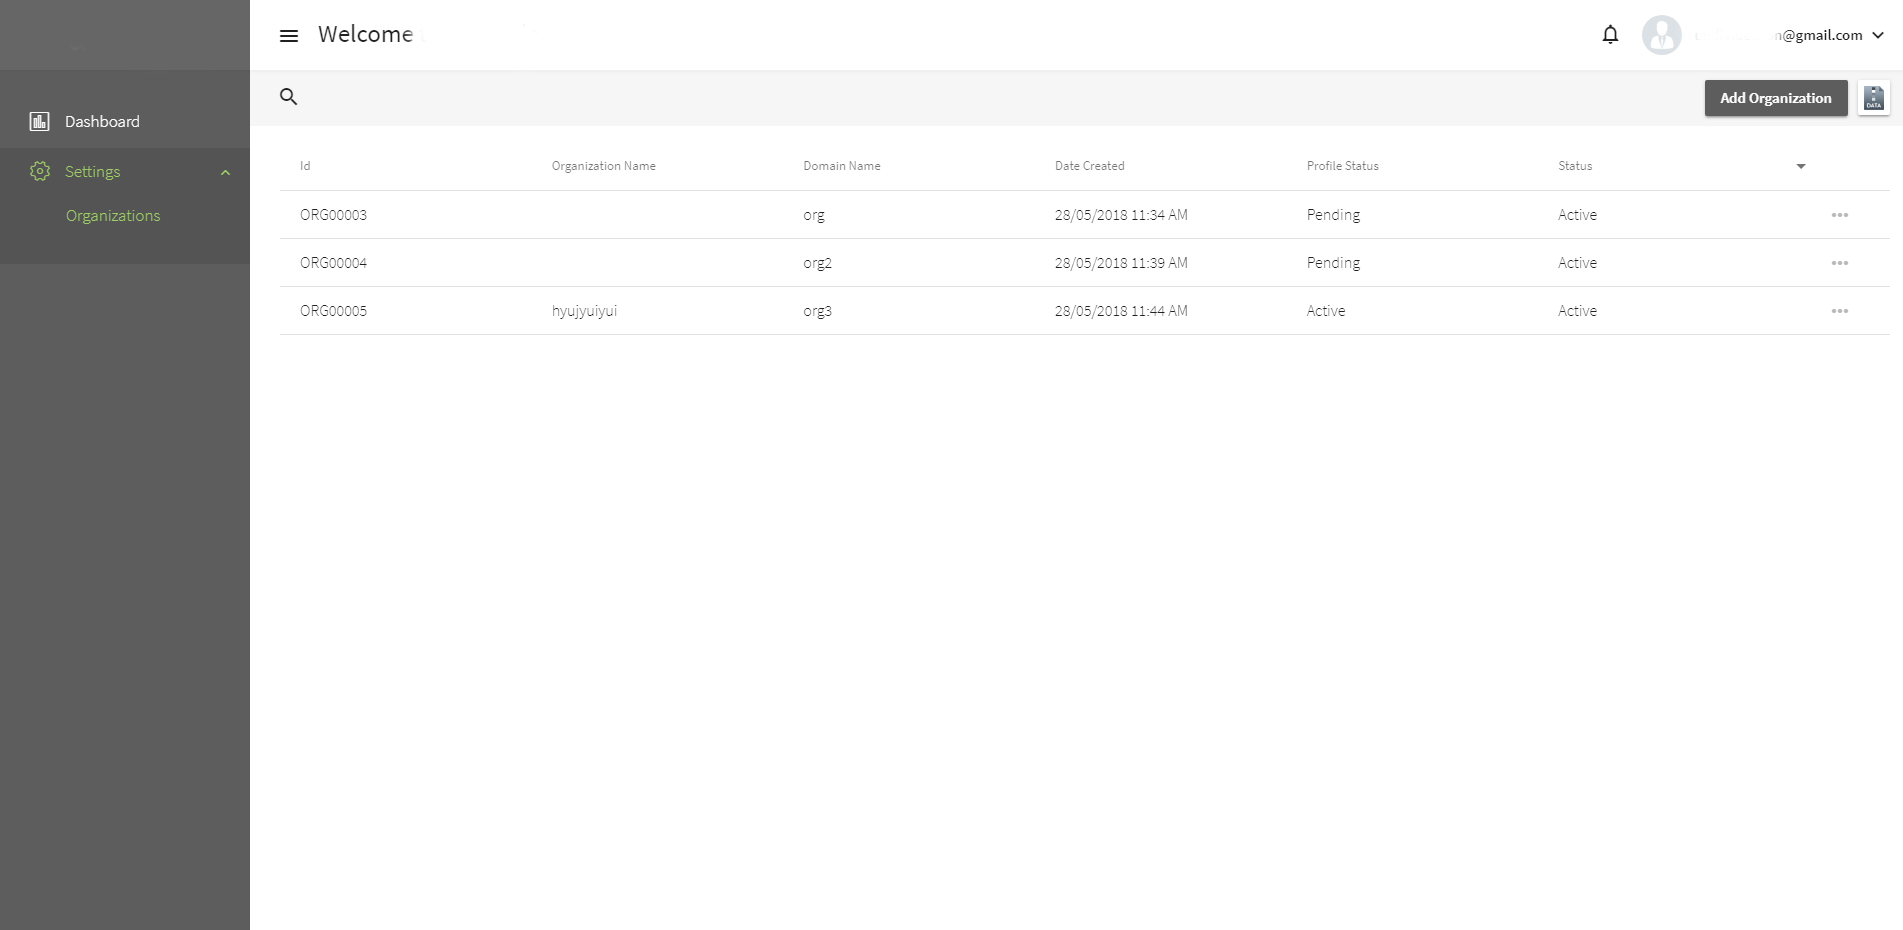 Welcome
@gmail.com
Dashboard
Settings
Organizations
Add Organization
DATA
Id Organization Name Domain Name Date Created Profile Status Status
ORG00003 org 28/05/2018 11:34 AM Pending Active
ORG00004 org2 28/05/2018 11:39 AM Pending Active
ORG00005 hyujyuiyui org3 28/05/2018 11:44 AM Active Active